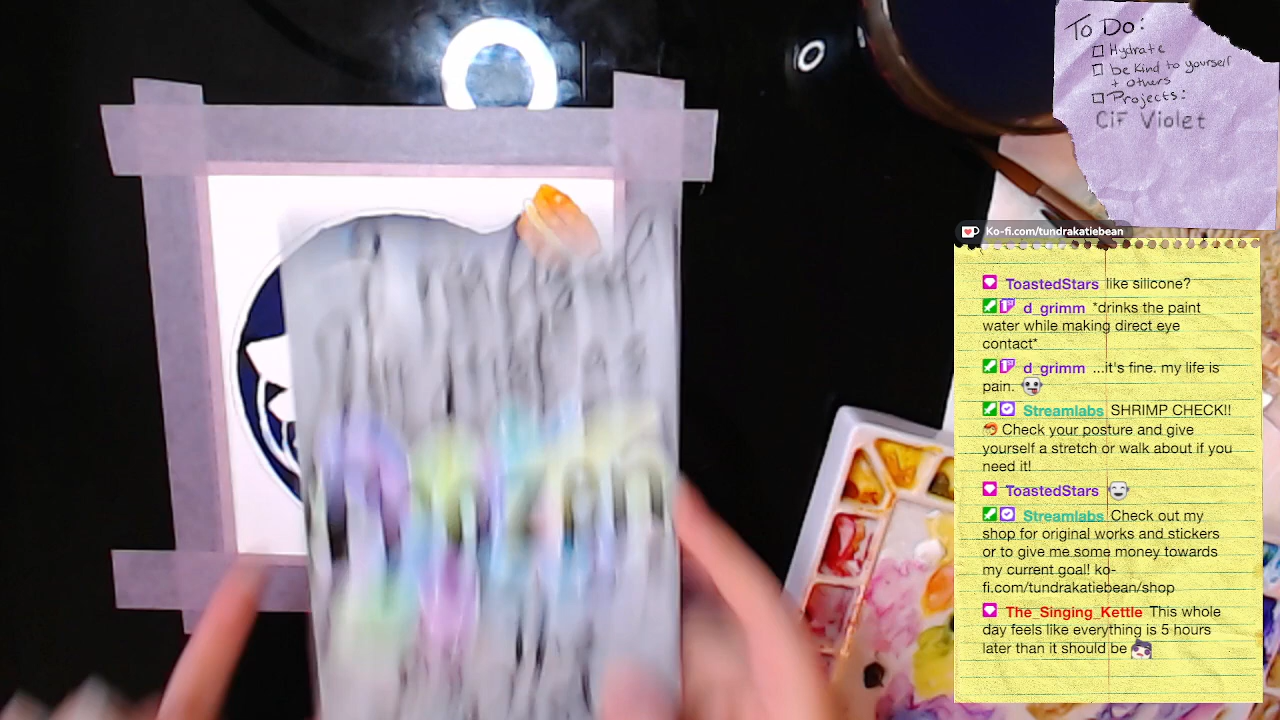 To Do:
Hydrate
be Kind to yourself
+ Others
Projects:
CiF Violet
Ko-fi.com/tundrakatiebean
ToastedStars like silicone?
d_grimm *drinks the paint
water while making direct eye
contact*
d_grimm ...it's fine. my life is
pain.
Streamlabs SHRIMP CHECK!!
Check your posture and give
yourself a stretch or walk about if you
need it!
ToastedStars
Streamlabs Check out my
shop for original works and stickers
or to give me some money towards
my current goal! ko-
fi.com/tundrakatiebean/shop
The_Singing_Kettle This whole
day feels like everything is 5 hours
later than it should be